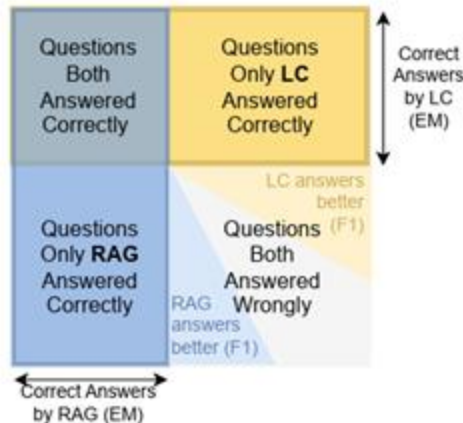 Questions
Both
Answered
Correctly
Questions
Only LC
Answered
Correctly
Correct
Answers
by LC
(EM)
LC answers
better
(F1)
Questions
Only RAG
Answered
Correctly
Questions
Both
Answered
Wrongly
RAG
answers
better (F1)
Correct Answers
by RAG (EM)